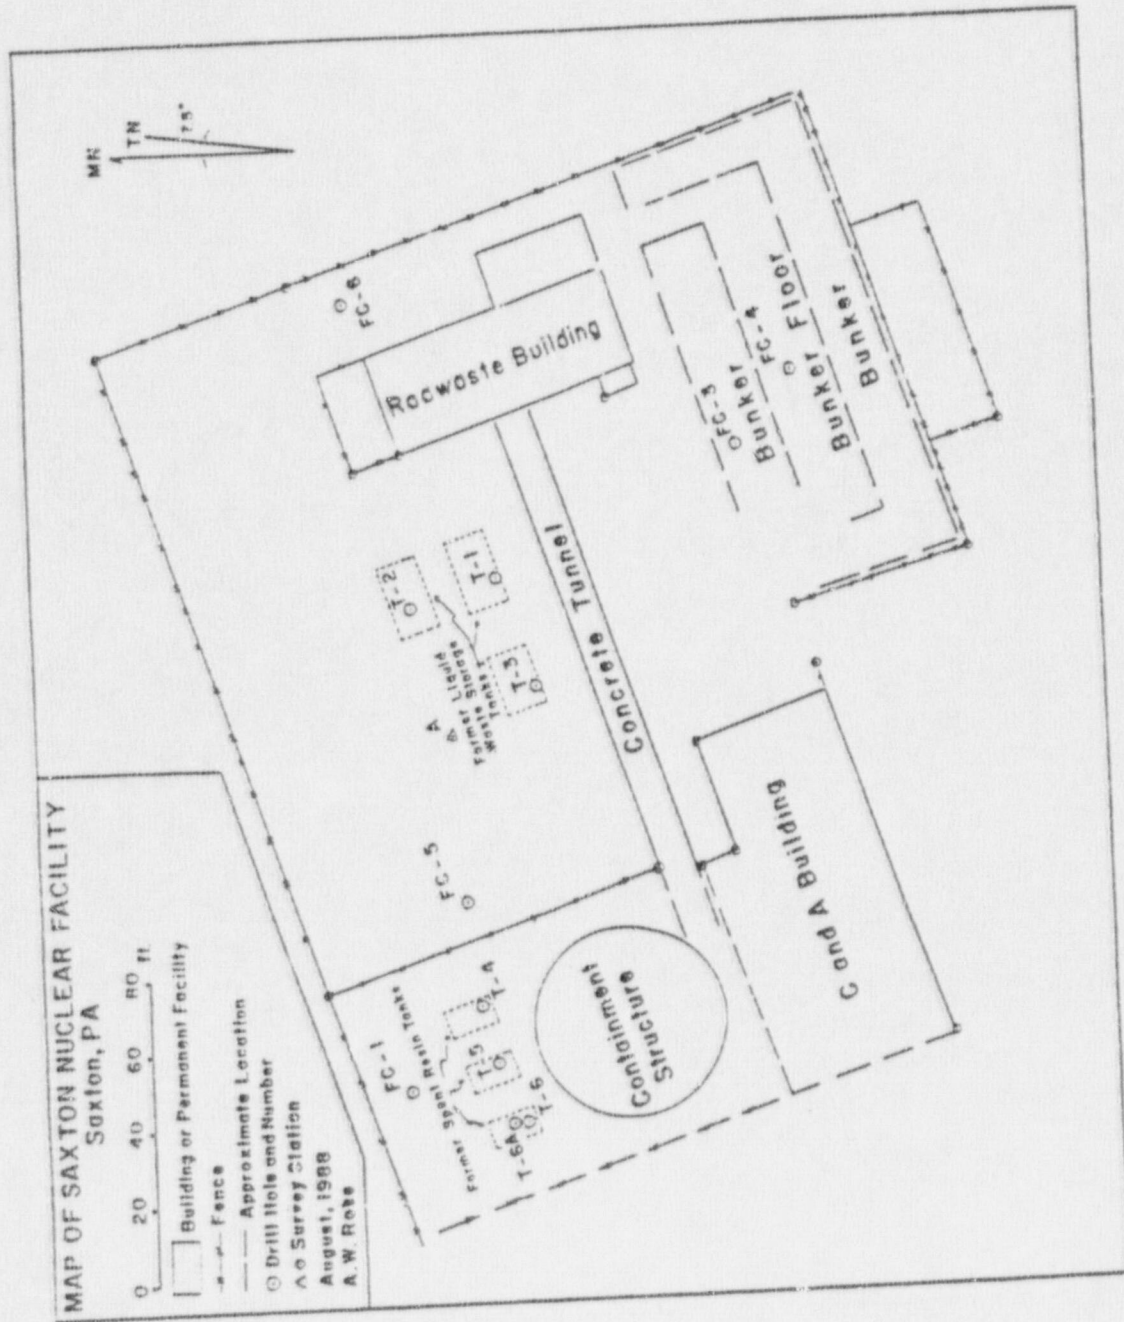 MAP OF SAXTON NUCLEAR FACILITY
Saxton, PA
0 20 40 60 80 ft.
Building or Permanent Facility
Fence
Approximate Location
Drill Hole and Number
Survey Station
August, 1988
MN
TN
7.5°
FC-6
Radwaste Building
T-2
T-1
T-3
A
Former Liquid
Waste Storage
Tanks
FC-5
Concrete Tunnel
FC-3
Bunker
FC-4
Bunker Floor
Bunker
FC-1
Former Spent Resin Tanks
T-4
T-5
T-6
T-6A
Containment
Structure
C and A Building